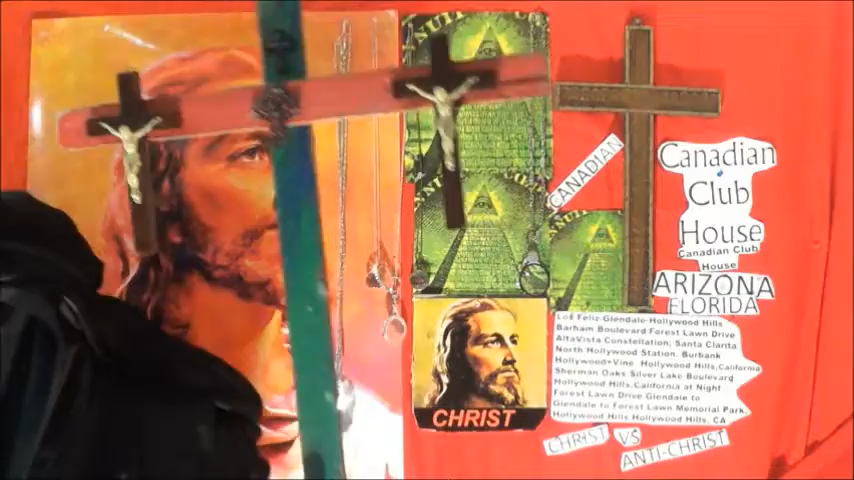 ANNUIT
CANADIAN
Canadian
Club
House
Canadian Club
House
ARIZONA
FLORIDA
Los Feliz-Glendale-Hollywood Hills
Barham Boulevard Forest Lawn Drive
AltaVista Constellation, Santa Clarita
North Hollywood Station. Burbank
Hollywood+Vine Hollywood Hills, California
Sherman Oaks Silver Lake Boulevard
Hollywood Hills, California at Night
Forest Lawn Drive Glendale to
Glendale to Forest Lawn Memorial Park,
Hollywood Hollywood Hills, CA
CHRIST
CHRIST VS
ANTI-CHRIST